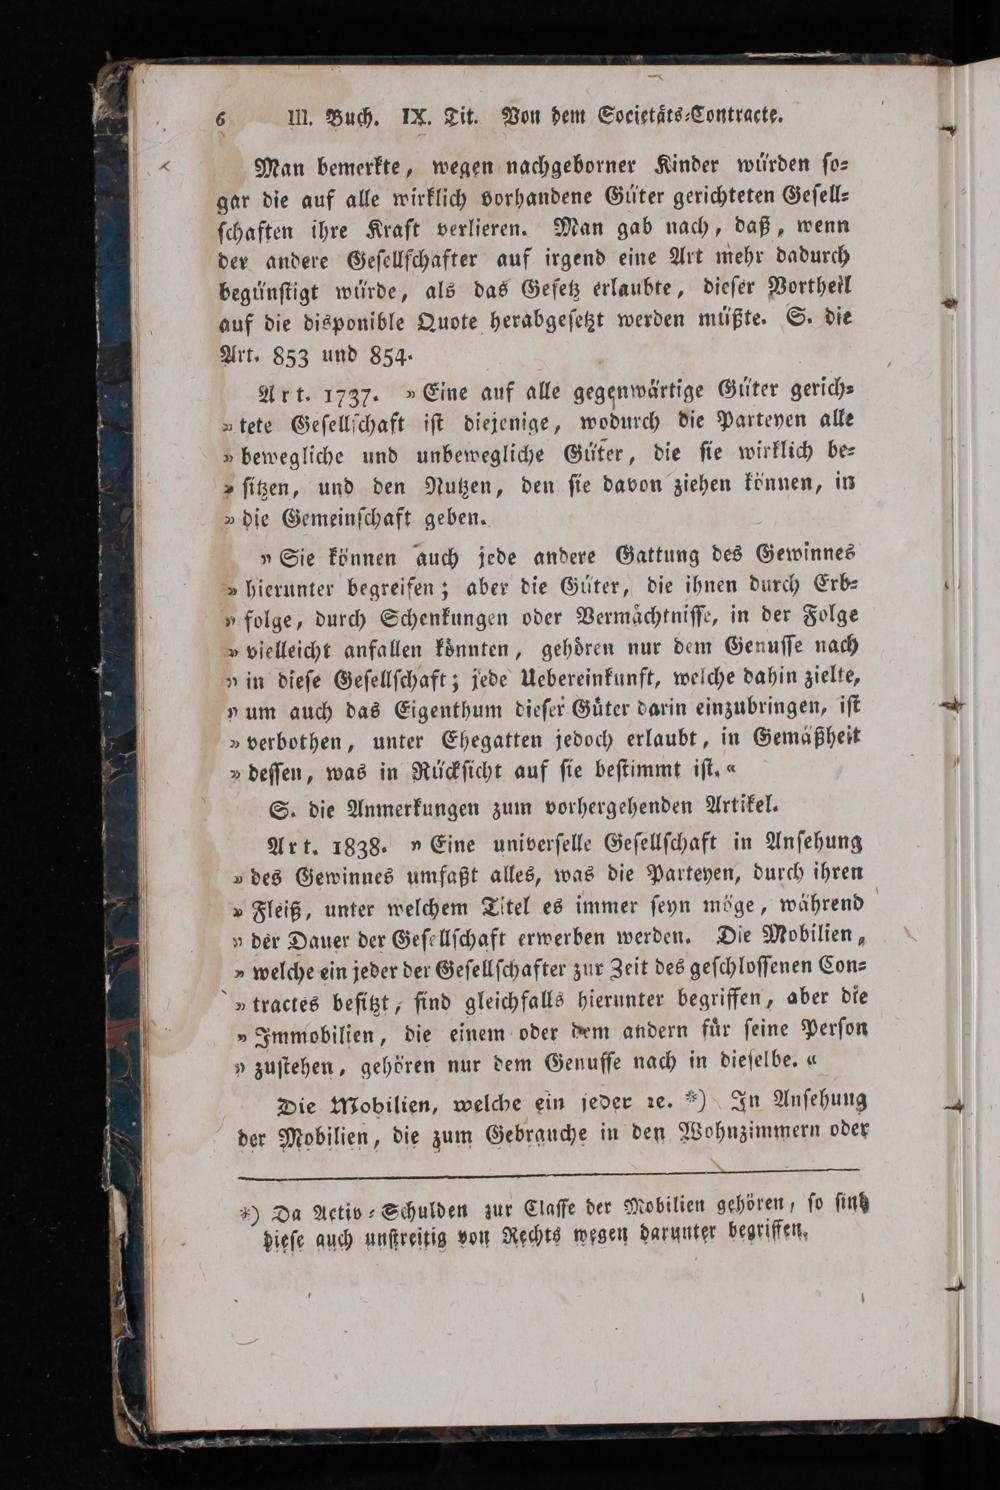 6 III. Buch. IX. Tit. Von dem Societäts-Contracte.
Man bemerkte, wegen nachgeborner Kinder würden so-
gar die auf alle wirklich vorhandene Güter gerichteten Gesell-
schaften ihre Kraft verlieren. Man gab nach, daß, wenn
der andere Gesellschafter auf irgend eine Art mehr dadurch
begünstigt würde, als das Gesetz erlaubte, dieser Vortheil
auf die disponible Quote herabgesetzt werden müßte. S. die
Art. 853 und 854.
Art. 1737. » Eine auf alle gegenwärtige Güter gerich-
» tete Gesellschaft ist diejenige, wodurch die Parteyen alle
» bewegliche und unbewegliche Güter, die sie wirklich be-
» sitzen, und den Nutzen, den sie davon ziehen können, in
» die Gemeinschaft geben.
» Sie können auch jede andere Gattung des Gewinnes
» hierunter begreifen; aber die Güter, die ihnen durch Erb-
» folge, durch Schenkungen oder Vermächtnisse, in der Folge
» vielleicht anfallen könnten, gehören nur dem Genusse nach
» in diese Gesellschaft; jede Uebereinkunft, welche dahin zielte,
» um auch das Eigenthum dieser Güter darin einzubringen, ist
» verbothen, unter Ehegatten jedoch erlaubt, in Gemäßheit
» dessen, was in Rücksicht auf sie bestimmt ist. «
S. die Anmerkungen zum vorhergehenden Artikel.
Art. 1838. » Eine universelle Gesellschaft in Ansehung
» des Gewinnes umfaßt alles, was die Parteyen, durch ihren
» Fleiß, unter welchem Titel es immer seyn möge, während
» der Dauer der Gesellschaft erwerben werden. Die Mobilien,
» welche ein jeder der Gesellschafter zur Zeit des geschlossenen Con-
» tractes besitzt, sind gleichfalls hierunter begriffen, aber die
» Immobilien, die einem oder dem andern für seine Person
» zustehen, gehören nur dem Genusse nach in dieselbe. «
Die Mobilien, welche ein jeder ꝛc. *) In Ansehung
der Mobilien, die zum Gebrauche in den Wohnzimmern oder
*) Da Activ-Schulden zur Classe der Mobilien gehören, so sind
diese auch unstreitig von Rechts wegen darunter begriffen.